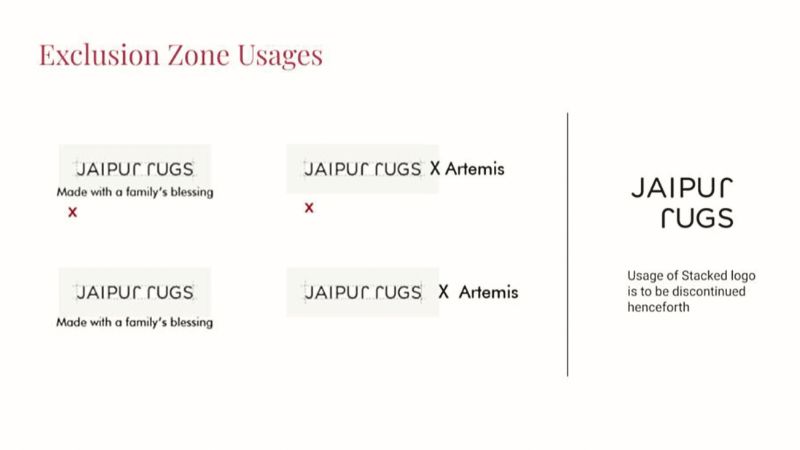 Exclusion Zone Usages
JAIPUR RUGS
Made with a family's blessing
X
JAIPUR RUGS X Artemis
X
JAIPUR RUGS
Made with a family's blessing
JAIPUR RUGS X Artemis
JAIPUR
RUGS
Usage of Stacked logo
is to be discontinued
henceforth